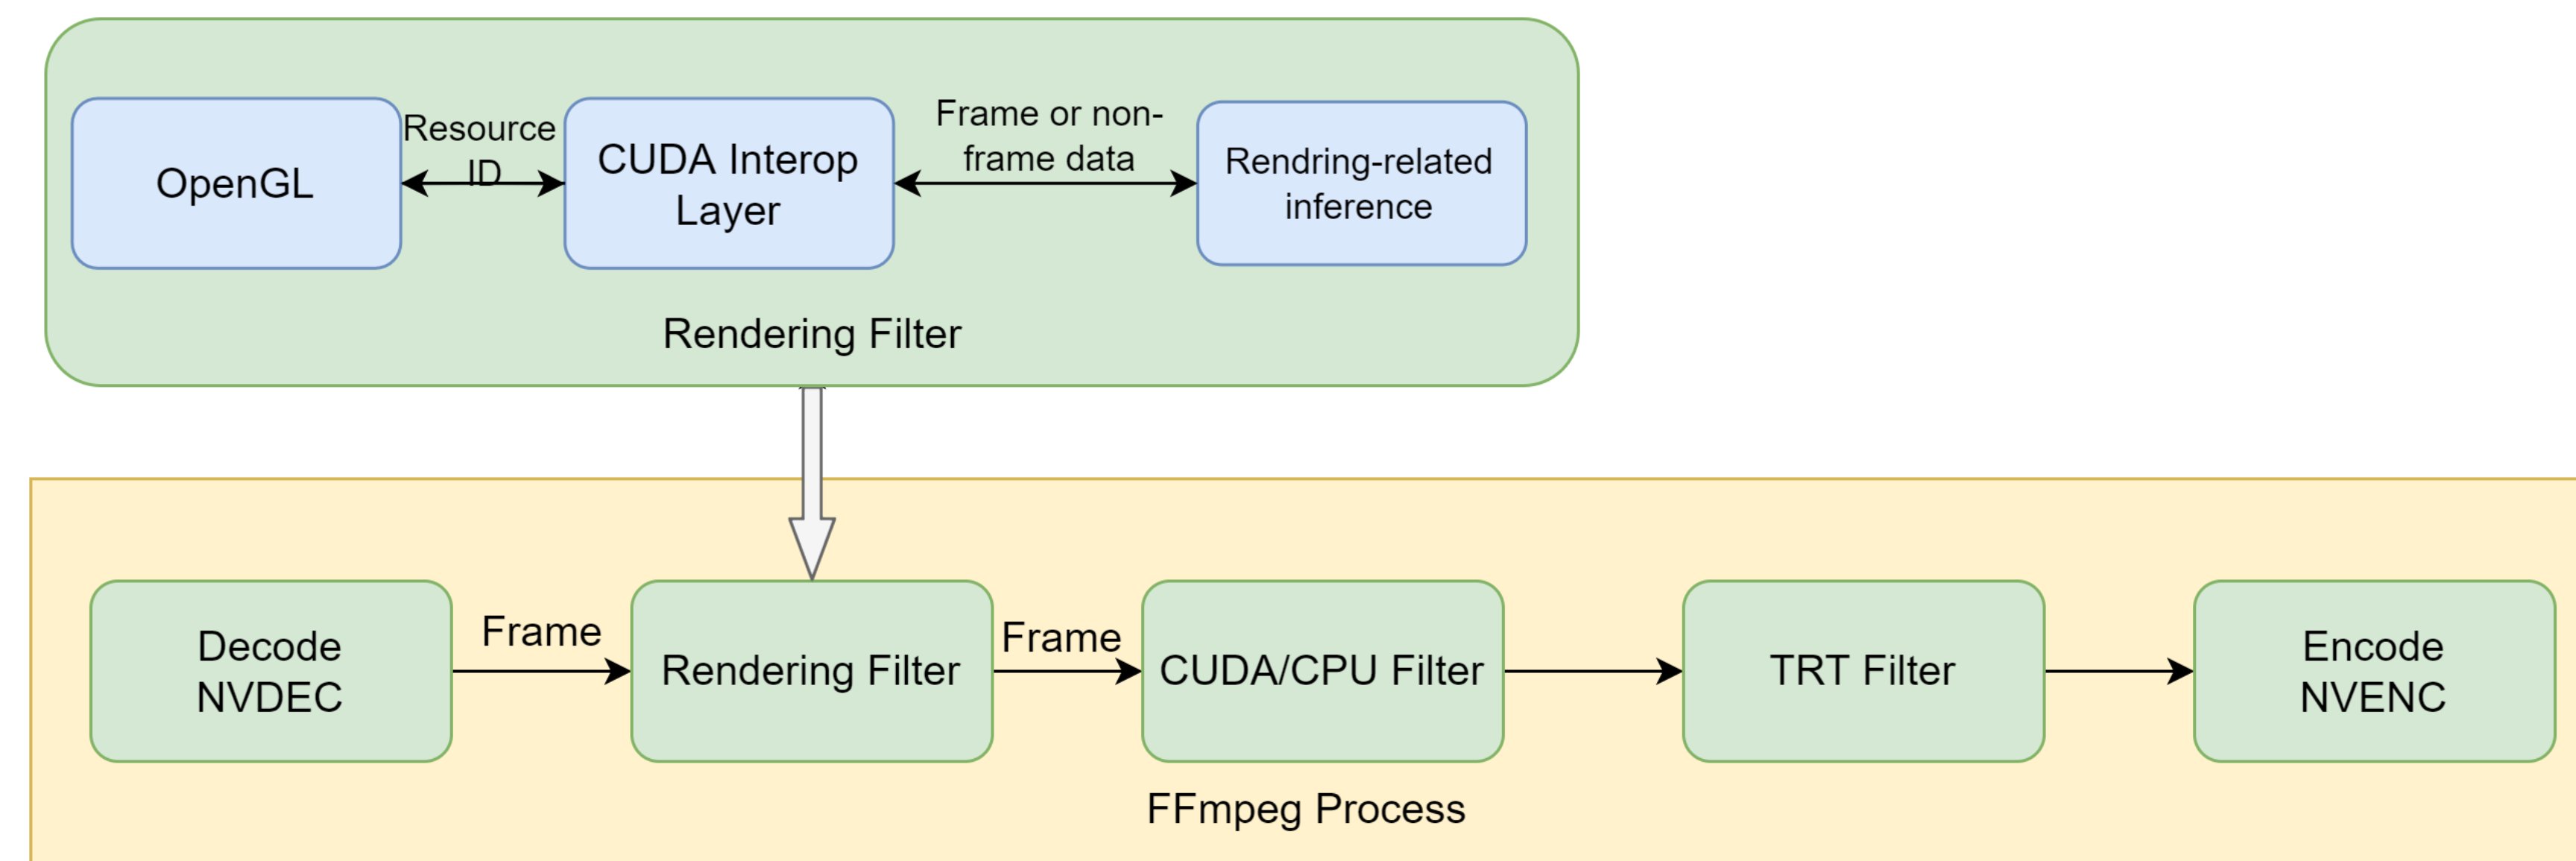 OpenGL
Resource
ID
CUDA Interop
Layer
Frame or non-
frame data
Rendring-related
inference
Rendering Filter
Decode
NVDEC
Frame
Rendering Filter
Frame
CUDA/CPU Filter
TRT Filter
Encode
NVENC
FFmpeg Process